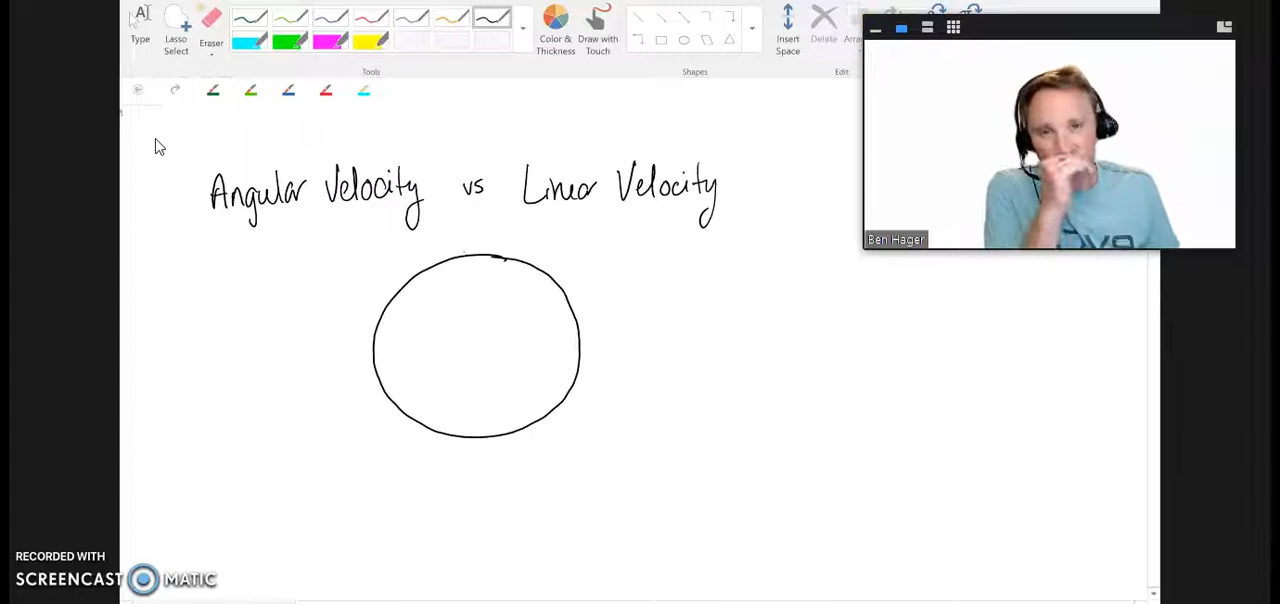 Type
Lasso
Select
Eraser
Color &
Thickness
Draw with
Touch
Insert
Space
Delete
Tools
Shapes
Edit
Angular Velocity vs Linear Velocity
Ben Hager
RECORDED WITH
SCREENCAST MATIC